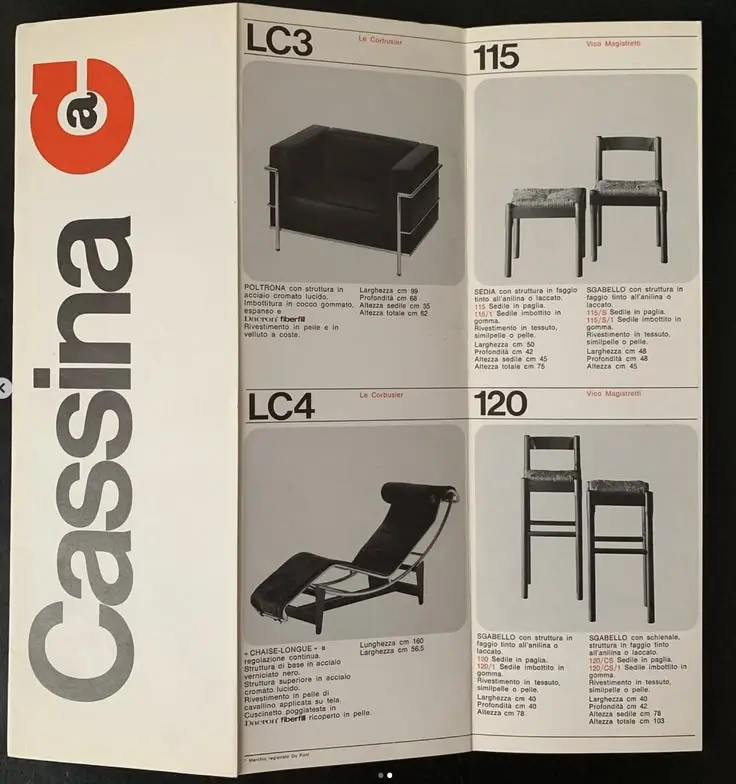 Cassina
a
LC3
Le Corbusier
POLTRONA con struttura in
acciaio cromato lucido.
Imbottitura in cocco gommato,
espanso e
Dacron* fiberfill
Rivestimento in pelle e in
velluto a coste.
Larghezza cm 99
Profondità cm 68
Altezza sedile cm 35
Altezza totale cm 62
115
Vico Magistretti
SEDIA con struttura in faggio
tinto all'anilina o laccato.
115 Sedile in paglia.
115/1 Sedile imbottito in
gomma.
Rivestimento in tessuto,
similpelle o pelle.
Larghezza cm 50
Profondità cm 42
Altezza sedile cm 45
Altezza totale cm 75
SGABELLO con struttura in
faggio tinto all'anilina o
laccato.
115/S Sedile in paglia.
115/S/1 Sedile imbottito in
gomma.
Rivestimento in tessuto,
similpelle o pelle.
Larghezza cm 48
Profondità cm 48
Altezza cm 45
LC4
Le Corbusier
« CHAISE-LONGUE » a
regolazione continua.
Struttura di base in acciaio
verniciato nero.
Struttura superiore in acciaio
cromato lucido.
Rivestimento in pelle di
cavallino applicata su tela.
Cuscinetto poggiatesta in
Dacron* fiberfill ricoperto in pelle.
Lunghezza cm 160
Larghezza cm 56,5
* Marchio registrato Du Pont
120
Vico Magistretti
SGABELLO con struttura in
faggio tinto all'anilina o
laccato.
120 Sedile in paglia.
120/1 Sedile imbottito in
gomma.
Rivestimento in tessuto,
similpelle o pelle.
Larghezza cm 40
Profondità cm 40
Altezza cm 78
SGABELLO con schienale,
struttura in faggio tinto
all'anilina o laccato.
120/CS Sedile in paglia.
120/CS/1 Sedile imbottito in
gomma.
Rivestimento in tessuto,
similpelle o pelle.
Larghezza cm 40
Profondità cm 42
Altezza sedile cm 78
Altezza totale cm 103